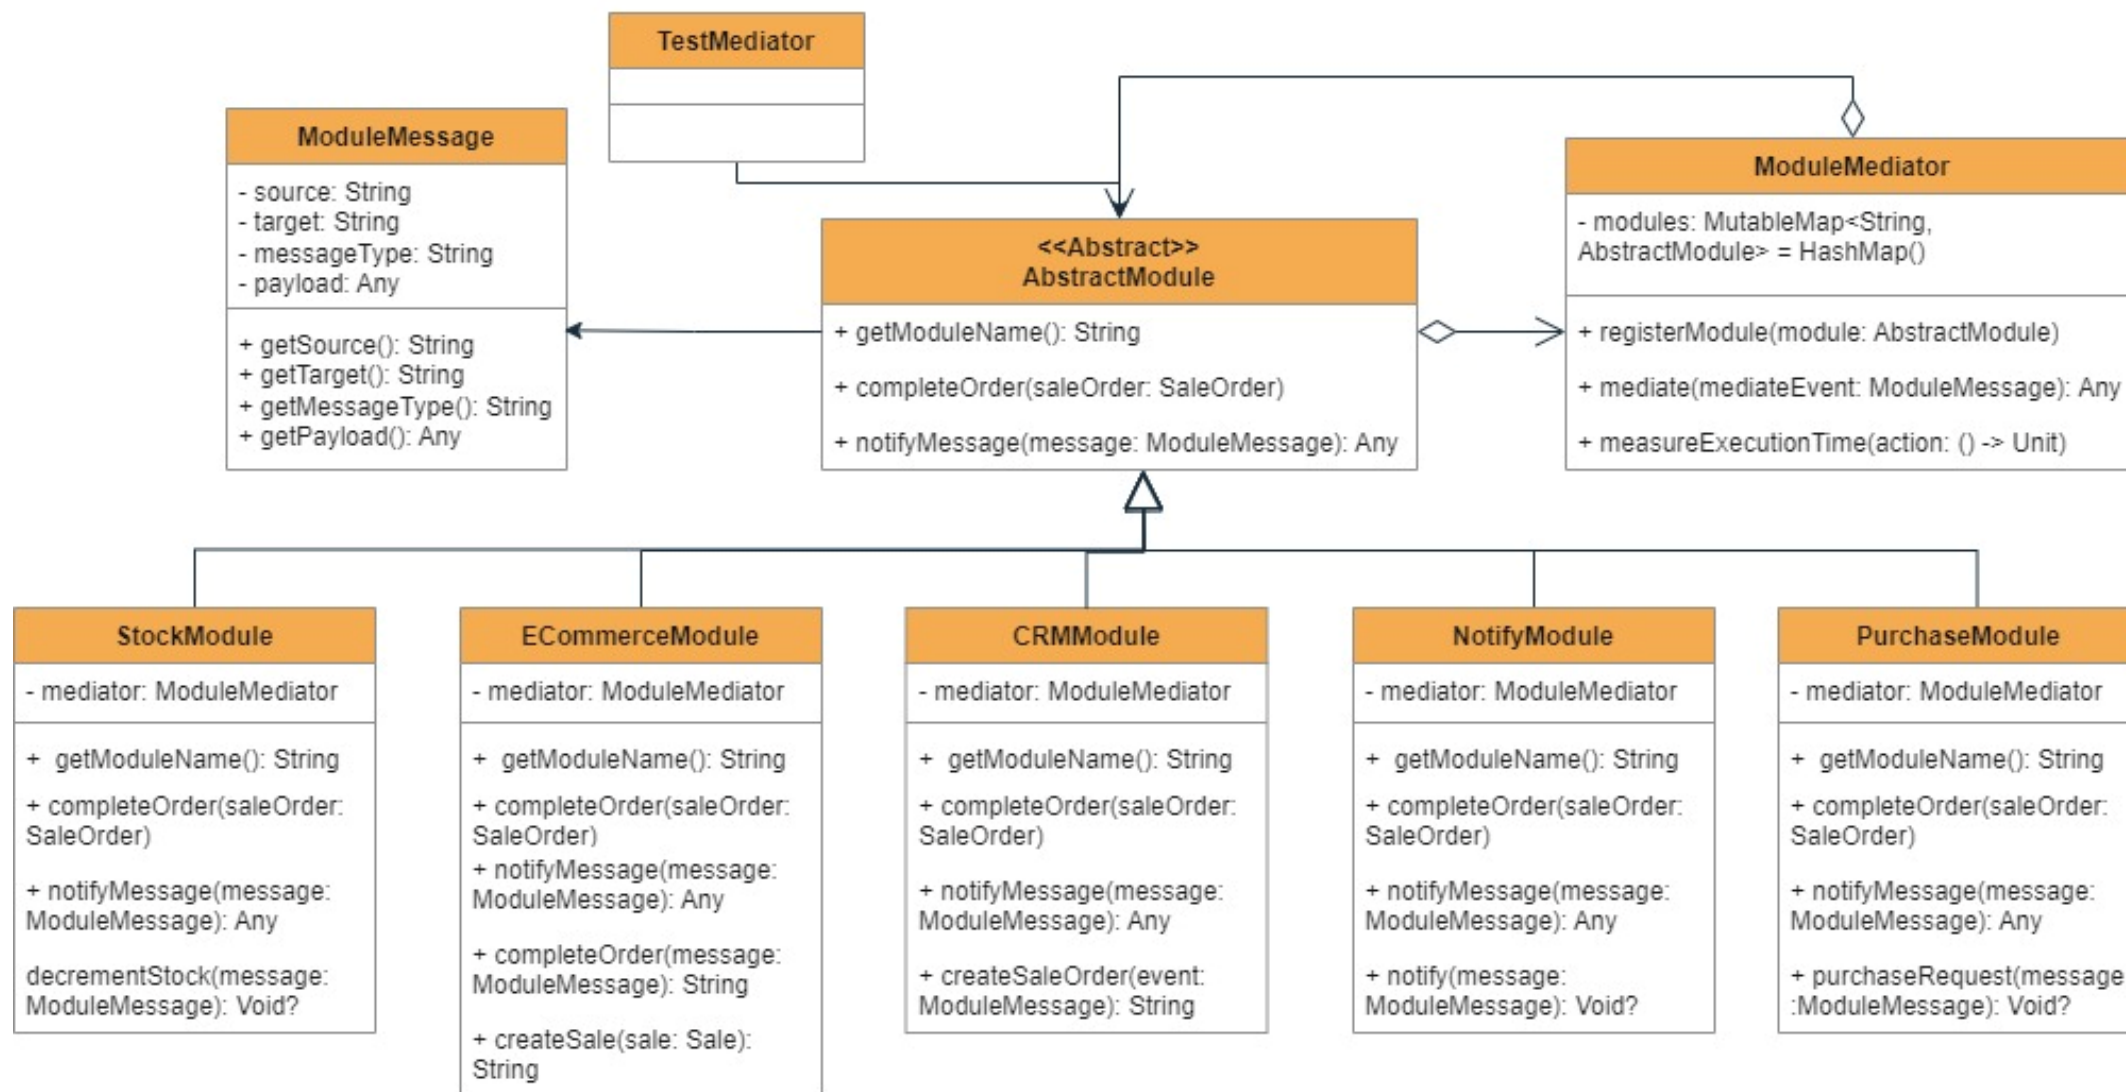 TestMediator
ModuleMessage
- source: String
- target: String
- messageType: String
- payload: Any
+ getSource(): String
+ getTarget(): String
+ getMessageType(): String
+ getPayload(): Any
<<Abstract>>
AbstractModule
+ getModuleName(): String
+ completeOrder(saleOrder: SaleOrder)
+ notifyMessage(message: ModuleMessage): Any
ModuleMediator
- modules: MutableMap<String,
AbstractModule> = HashMap()
+ registerModule(module: AbstractModule)
+ mediate(mediateEvent: ModuleMessage): Any
+ measureExecutionTime(action: () -> Unit)
StockModule
- mediator: ModuleMediator
+  getModuleName(): String
+ completeOrder(saleOrder:
SaleOrder)
+ notifyMessage(message:
ModuleMessage): Any
decrementStock(message:
ModuleMessage): Void?
ECommerceModule
- mediator: ModuleMediator
+  getModuleName(): String
+ completeOrder(saleOrder:
SaleOrder)
+ notifyMessage(message:
ModuleMessage): Any
+ completeOrder(message:
ModuleMessage): String
+ createSale(sale: Sale):
String
CRMModule
- mediator: ModuleMediator
+  getModuleName(): String
+ completeOrder(saleOrder:
SaleOrder)
+ notifyMessage(message:
ModuleMessage): Any
+ createSaleOrder(event:
ModuleMessage): String
NotifyModule
- mediator: ModuleMediator
+  getModuleName(): String
+ completeOrder(saleOrder:
SaleOrder)
+ notifyMessage(message:
ModuleMessage): Any
+ notify(message:
ModuleMessage): Void?
PurchaseModule
- mediator: ModuleMediator
+  getModuleName(): String
+ completeOrder(saleOrder:
SaleOrder)
+ notifyMessage(message:
ModuleMessage): Any
+ purchaseRequest(message
:ModuleMessage): Void?